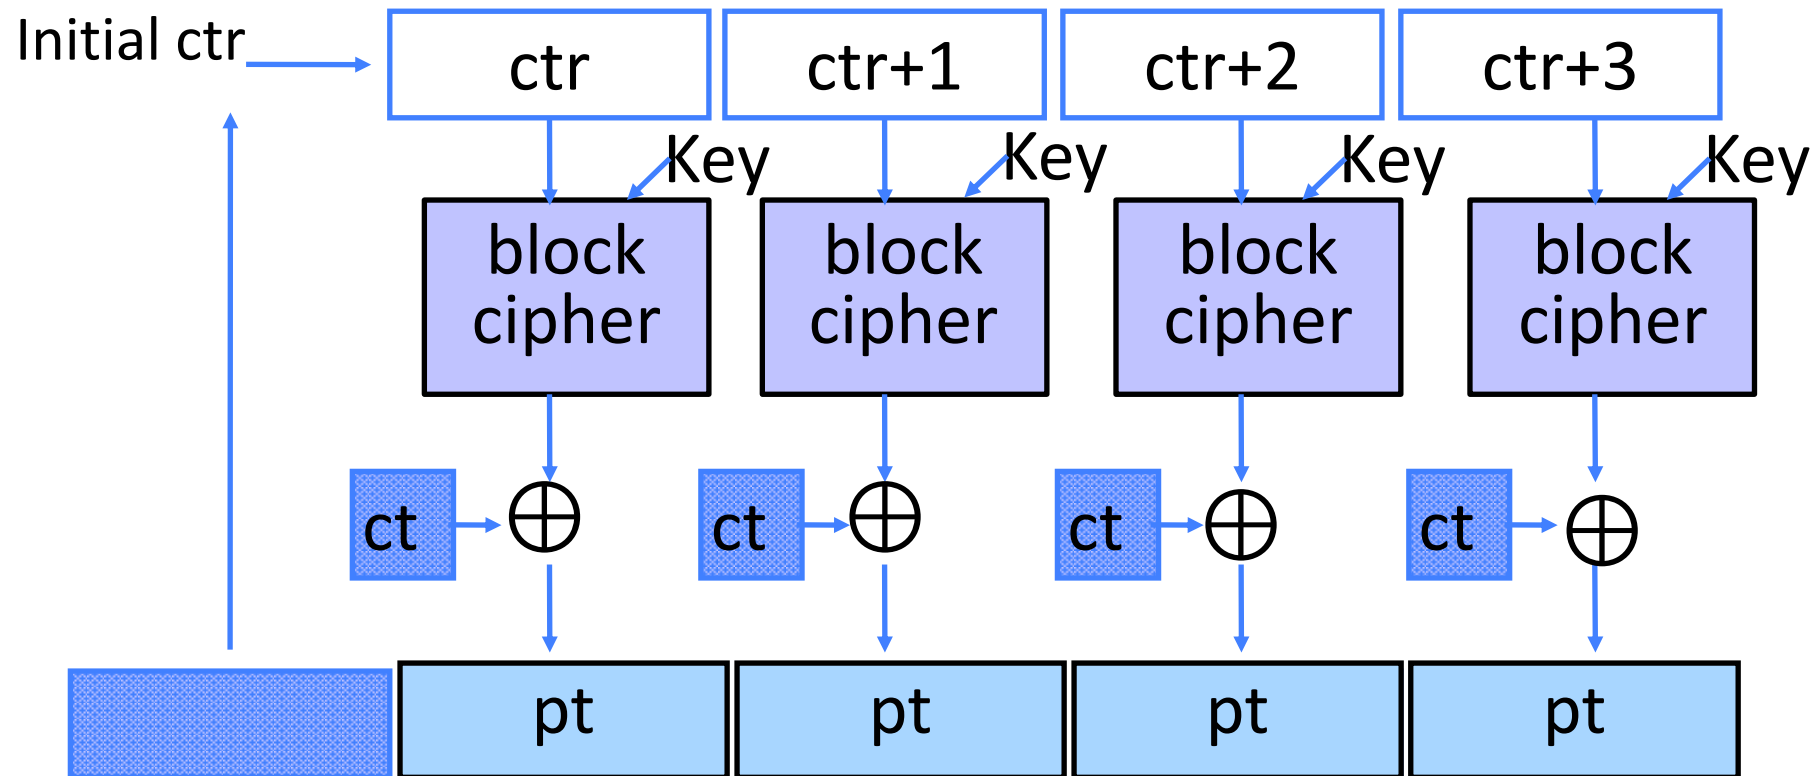 Initial ctr
ctr
ctr+1
ctr+2
ctr+3
Key
Key
Key
Key
block
cipher
block
cipher
block
cipher
block
cipher
ct
ct
ct
ct
pt
pt
pt
pt